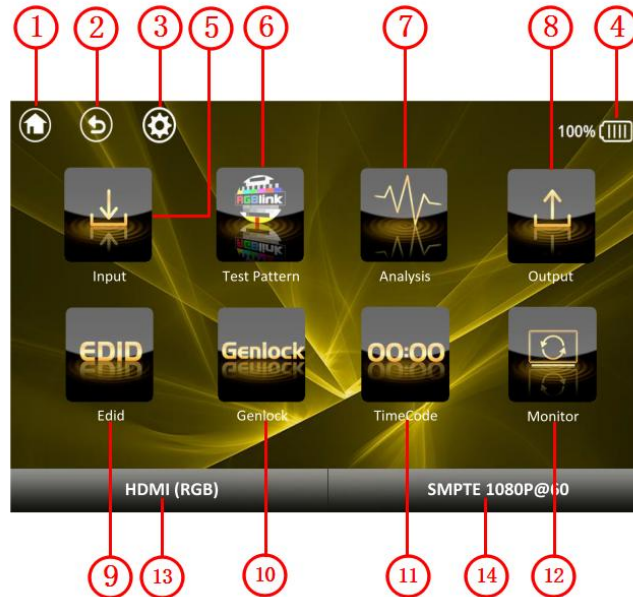 1 2 3 5 6 7 8 4
100%
RGBlink
Input Test Pattern Analysis Output
EDID Genlock 00:00
Edid Genlock TimeCode Monitor
HDMI (RGB) SMPTE 1080P@60
9 13 10 11 14 12